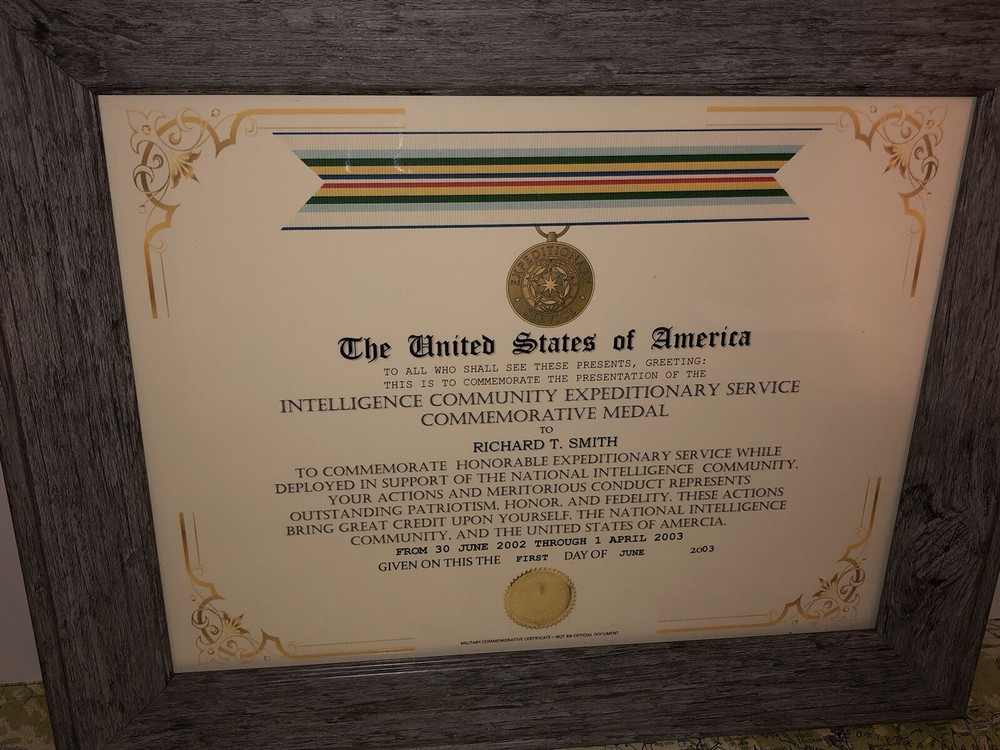 EXPEDITIONARY
SERVICE
The United States of America
TO ALL WHO SHALL SEE THESE PRESENTS, GREETING:
THIS IS TO COMMEMORATE THE PRESENTATION OF THE
INTELLIGENCE COMMUNITY EXPEDITIONARY SERVICE
COMMEMORATIVE MEDAL
TO
RICHARD T. SMITH
TO COMMEMORATE HONORABLE EXPEDITIONARY SERVICE WHILE
DEPLOYED IN SUPPORT OF THE NATIONAL INTELLIGENCE COMMUNITY.
YOUR ACTIONS AND MERITORIOUS CONDUCT REPRESENTS
OUTSTANDING PATRIOTISM, HONOR, AND FEDELITY. THESE ACTIONS
BRING GREAT CREDIT UPON YOURSELF, THE NATIONAL INTELLIGENCE
COMMUNITY, AND THE UNITED STATES OF AMERCIA.
FROM 30 JUNE 2002 THROUGH 1 APRIL 2003
GIVEN ON THIS THE FIRST DAY OF JUNE 2003
MILITARY COMMEMORATIVE CERTIFICATE - NOT AN OFFICIAL DOCUMENT